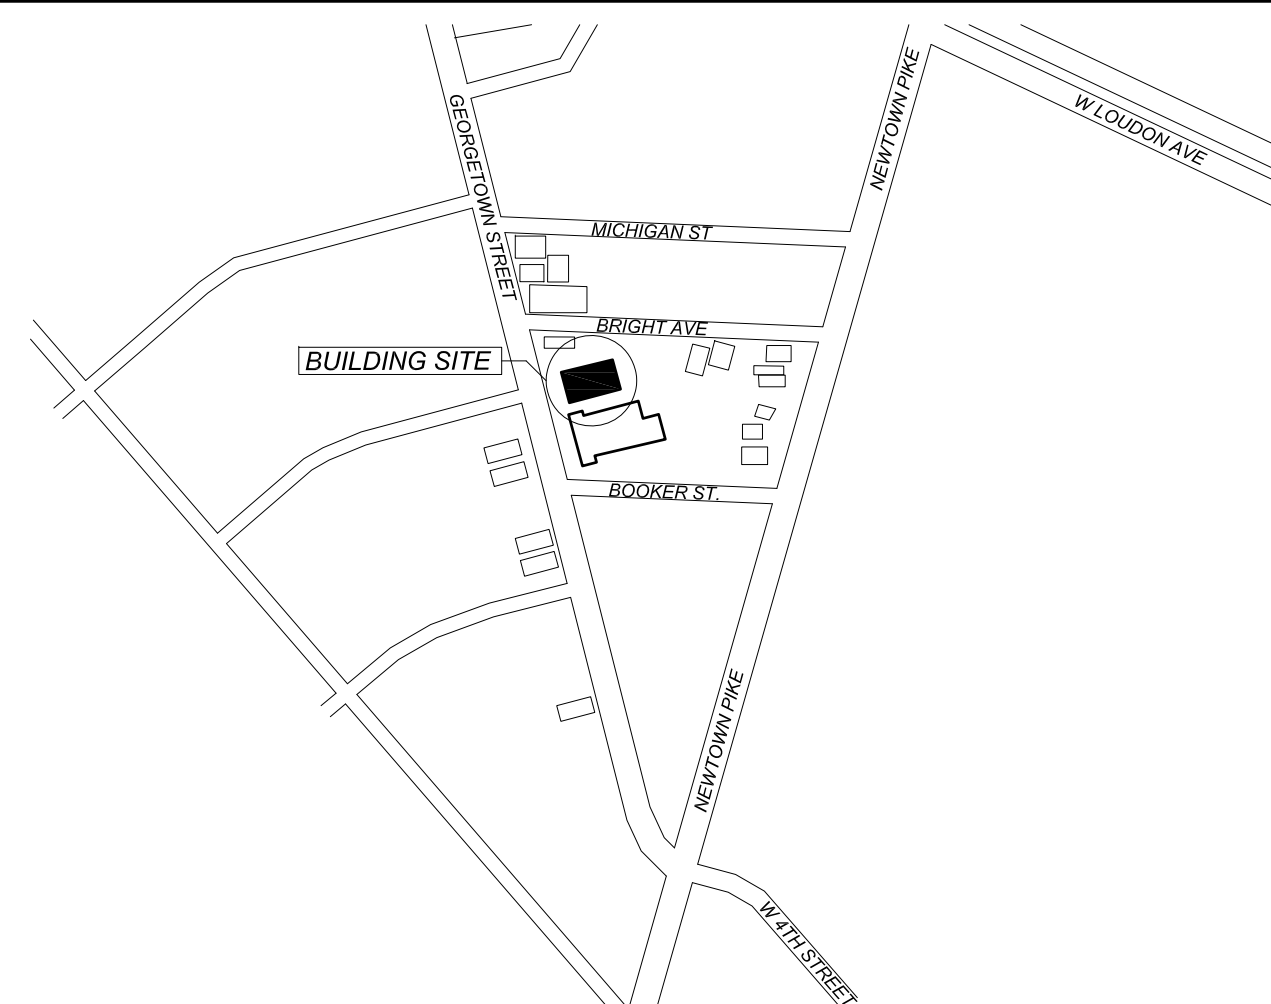 NEWTOWN PIKE
W LOUDON AVE
GEORGETOWN STREET
MICHIGAN ST
BRIGHT AVE
BUILDING SITE
BOOKER ST.
NEWTOWN PIKE
W 4TH STREET